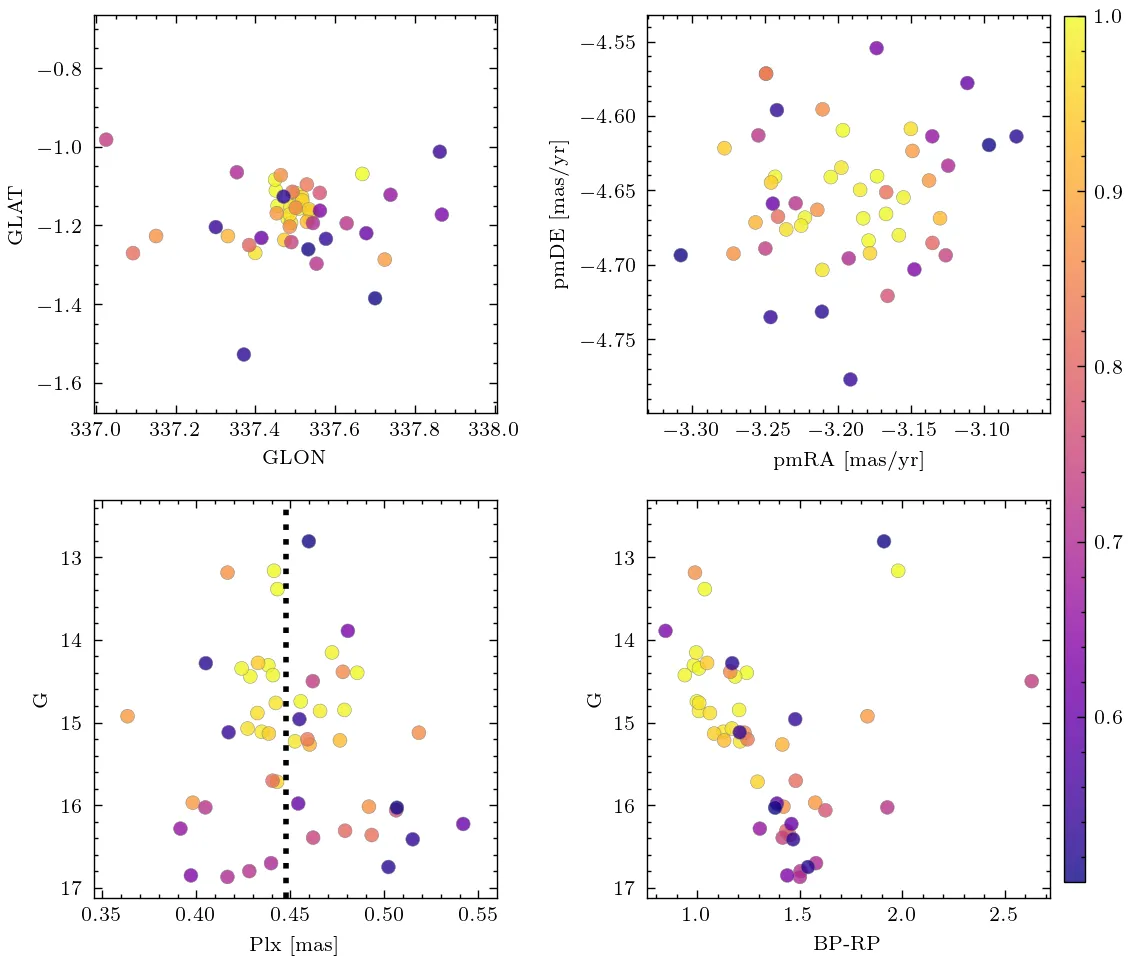 −0.8
−1.0
−1.2
−1.4
−1.6
GLAT
337.0 337.2 337.4 337.6 337.8 338.0
GLON
−4.55
−4.60
−4.65
−4.70
−4.75
pmDE [mas/yr]
−3.30 −3.25 −3.20 −3.15 −3.10
pmRA [mas/yr]
1.0
0.9
0.8
0.7
0.6
13
14
15
16
17
G
0.35 0.40 0.45 0.50 0.55
Plx [mas]
13
14
15
16
17
G
1.0 1.5 2.0 2.5
BP-RP